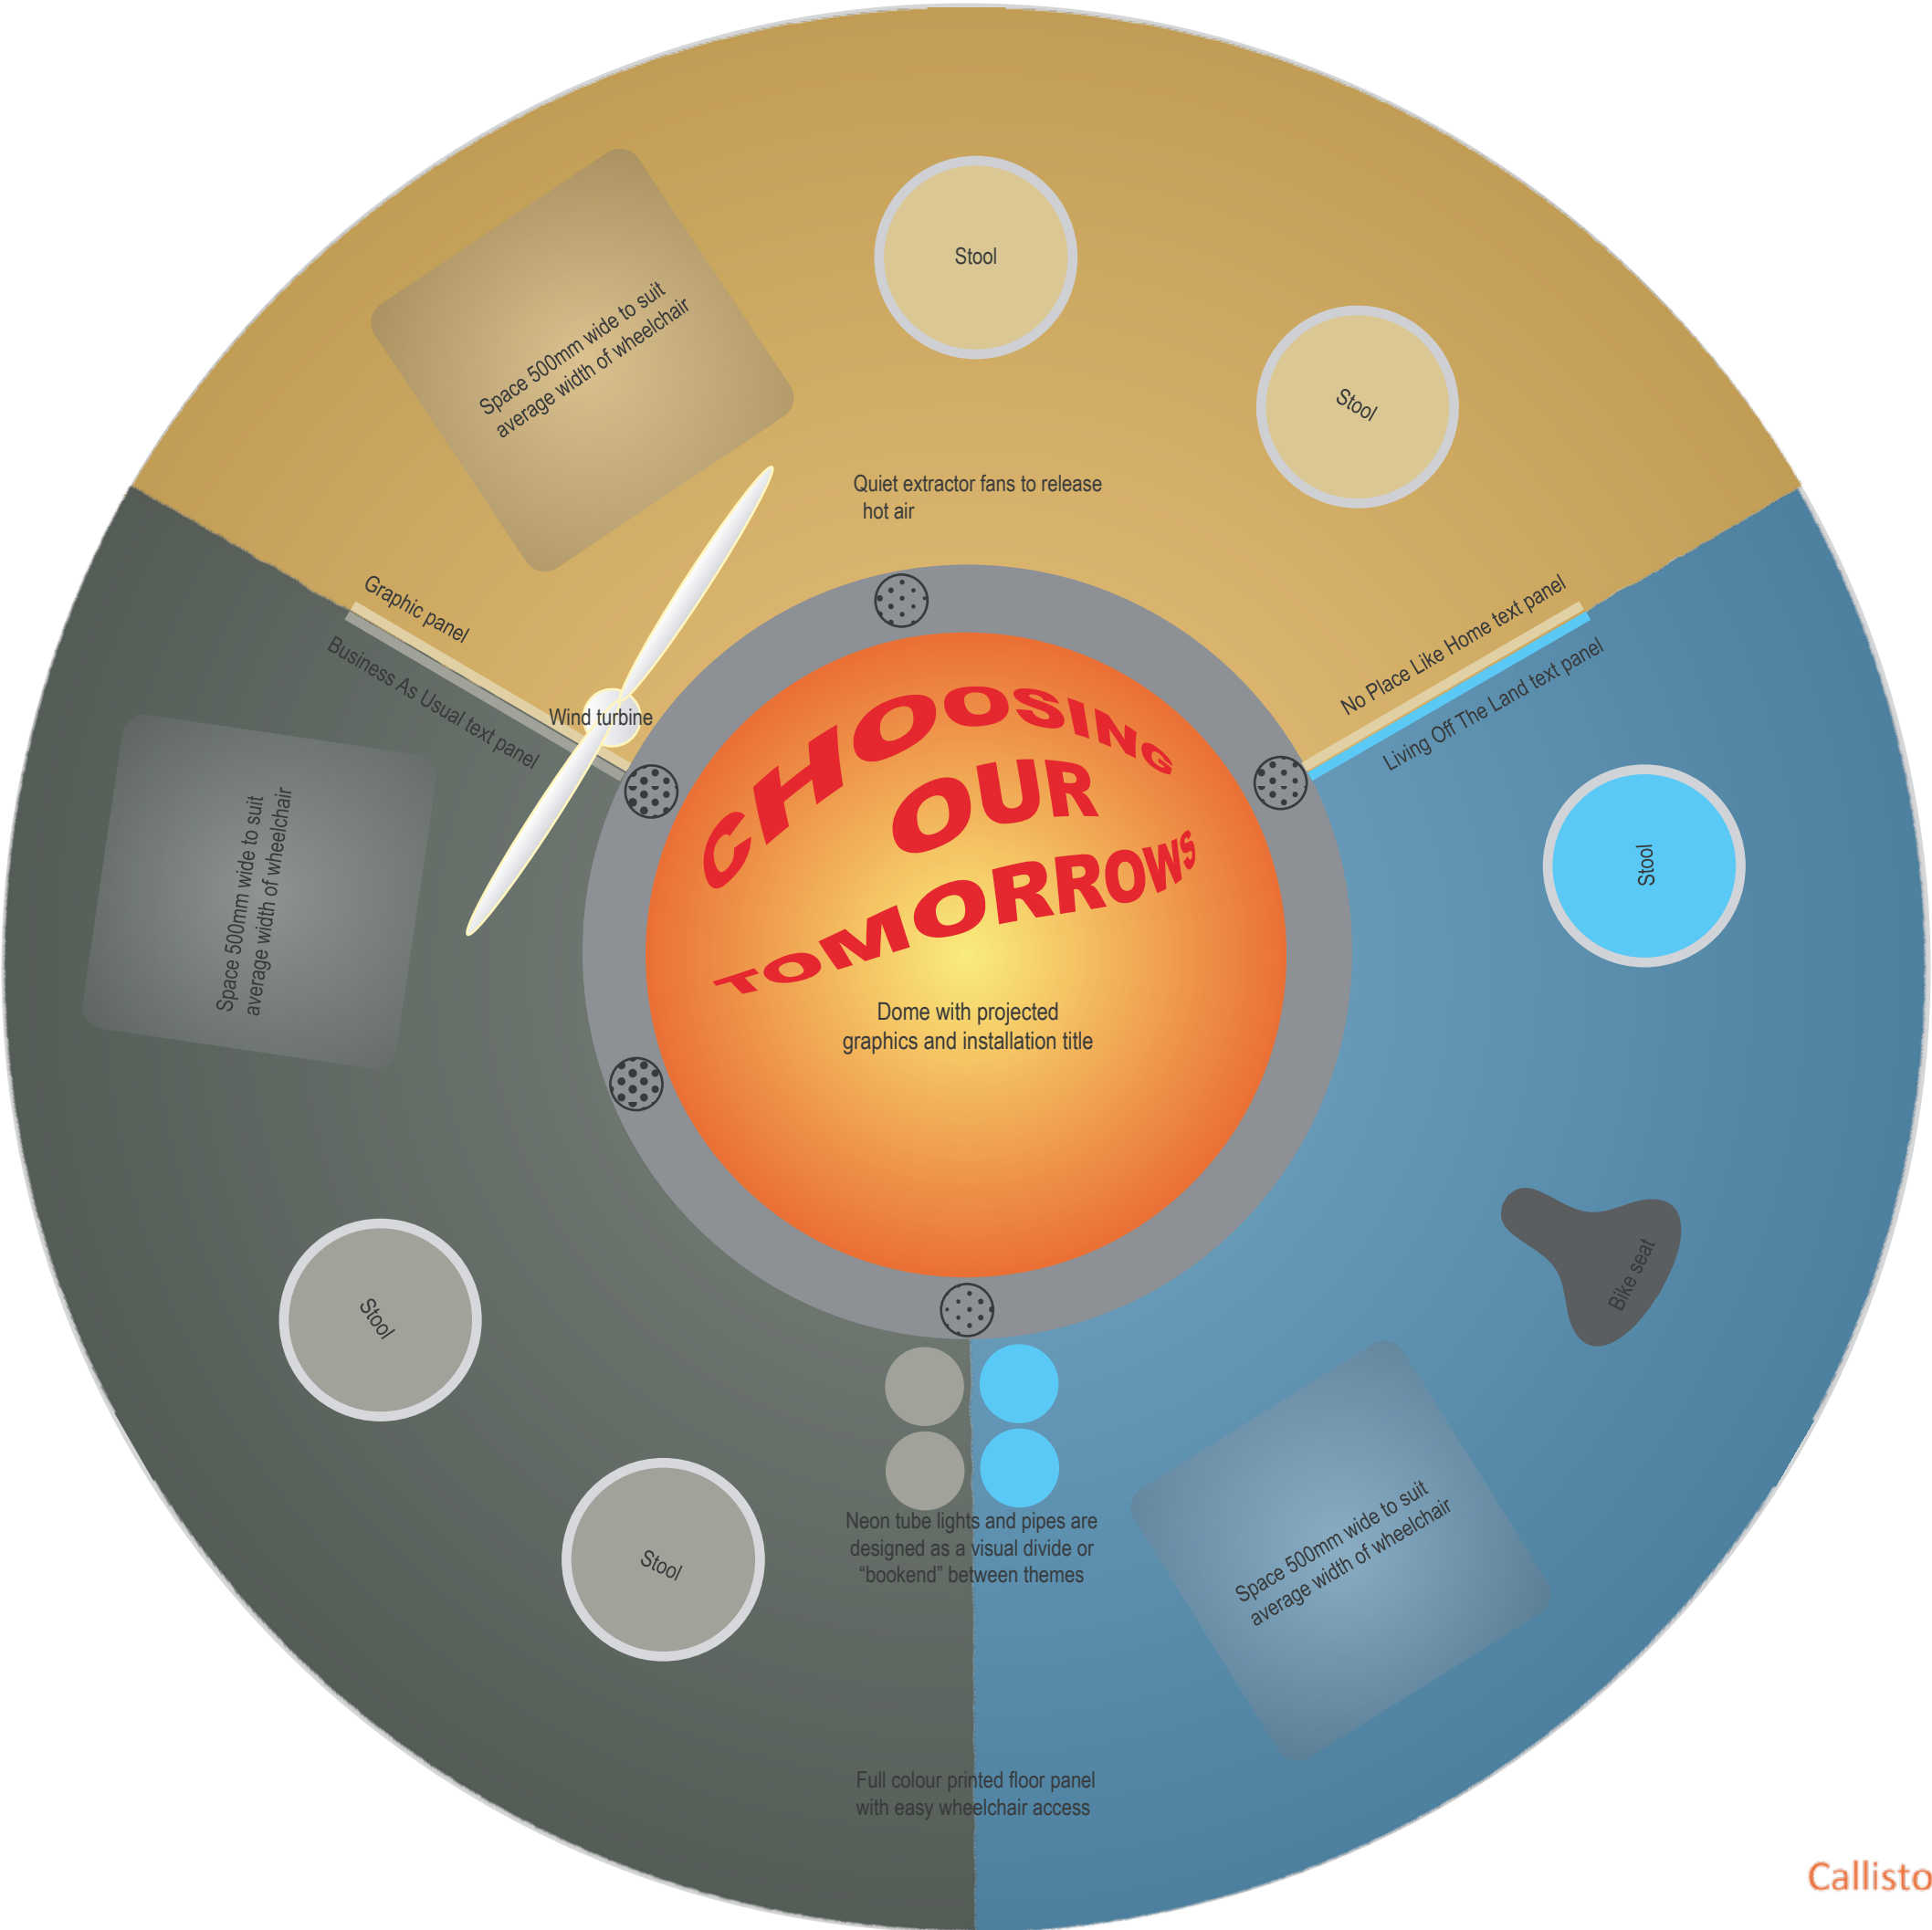 Stool
Stool
Space 500mm wide to suit
average width of wheelchair
Quiet extractor fans to release
hot air
Graphic panel
Business As Usual text panel
Wind turbine
No Place Like Home text panel
Living Off The Land text panel
CHOOSING
OUR
TOMORROWS
Dome with projected
graphics and installation title
Space 500mm wide to suit
average width of wheelchair
Stool
Bike seat
Stool
Stool
Space 500mm wide to suit
average width of wheelchair
Neon tube lights and pipes are
designed as a visual divide or
“bookend” between themes
Full colour printed floor panel
with easy wheelchair access
Callisto